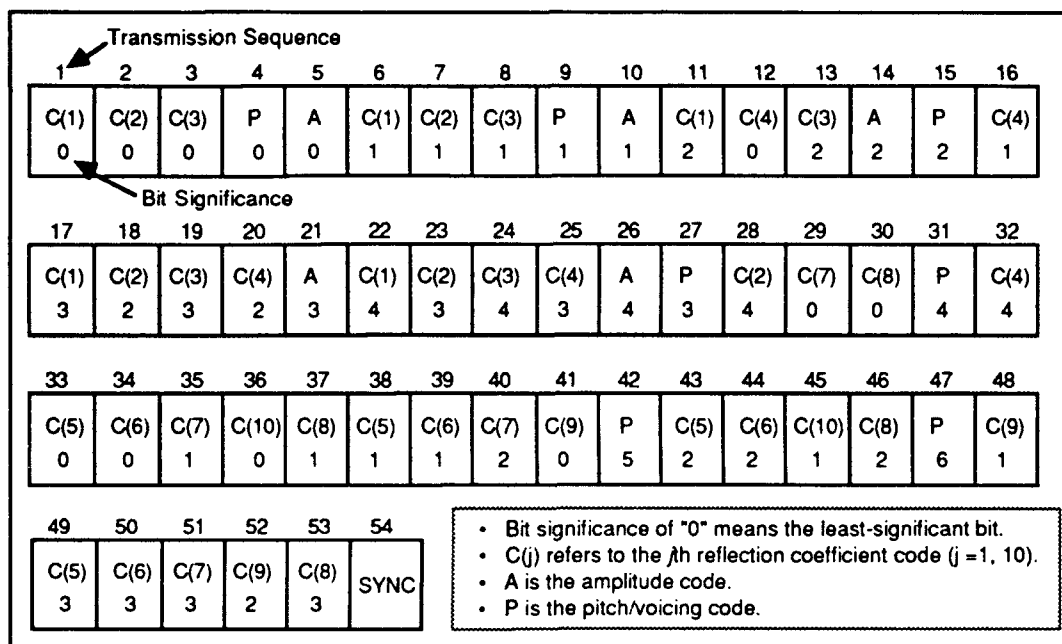 Transmission Sequence
1 2 3 4 5 6 7 8 9 10 11 12 13 14 15 16
C(1) C(2) C(3) P A C(1) C(2) C(3) P A C(1) C(4) C(3) A P C(4)
0 0 0 0 0 1 1 1 1 1 2 0 2 2 2 1
Bit Significance
17 18 19 20 21 22 23 24 25 26 27 28 29 30 31 32
C(1) C(2) C(3) C(4) A C(1) C(2) C(3) C(4) A P C(2) C(7) C(8) P C(4)
3 2 3 2 3 4 3 4 3 4 3 4 0 0 4 4
33 34 35 36 37 38 39 40 41 42 43 44 45 46 47 48
C(5) C(6) C(7) C(10) C(8) C(5) C(6) C(7) C(9) P C(5) C(6) C(10) C(8) P C(9)
0 0 1 0 1 1 1 2 0 5 2 2 1 2 6 1
49 50 51 52 53 54
C(5) C(6) C(7) C(9) C(8) SYNC
3 3 3 2 3
• Bit significance of "0" means the least-significant bit.
• C(j) refers to the jth reflection coefficient code (j =1, 10).
• A is the amplitude code.
• P is the pitch/voicing code.